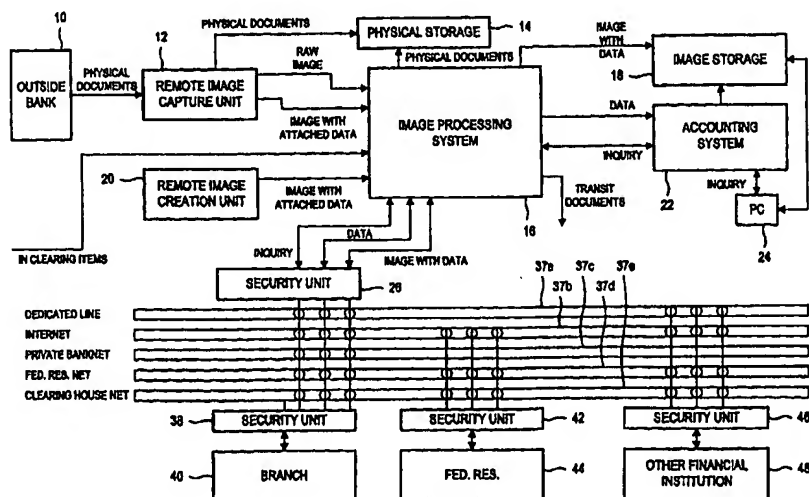 10
OUTSIDE
BANK
PHYSICAL
DOCUMENTS
12
REMOTE IMAGE
CAPTURE UNIT
PHYSICAL DOCUMENTS
PHYSICAL STORAGE
14
PHYSICAL DOCUMENTS
RAW
IMAGE
IMAGE WITH
ATTACHED DATA
IMAGE
WITH
DATA
IMAGE STORAGE
18
IMAGE PROCESSING
SYSTEM
16
DATA
INQUIRY
ACCOUNTING
SYSTEM
22
INQUIRY
PC
24
TRANSIT
DOCUMENTS
20
REMOTE IMAGE
CREATION UNIT
IMAGE WITH
ATTACHED DATA
IN CLEARING ITEMS
INQUIRY
DATA
IMAGE WITH DATA
SECURITY UNIT
26
37a
37b
37c
37d
37e
DEDICATED LINE
INTERNET
PRIVATE BANKNET
FED. RES. NET
CLEARING HOUSE NET
38
SECURITY UNIT
SECURITY UNIT
42
SECURITY UNIT
46
40
BRANCH
FED. RES.
44
OTHER FINANCIAL
INSTITUTION
48